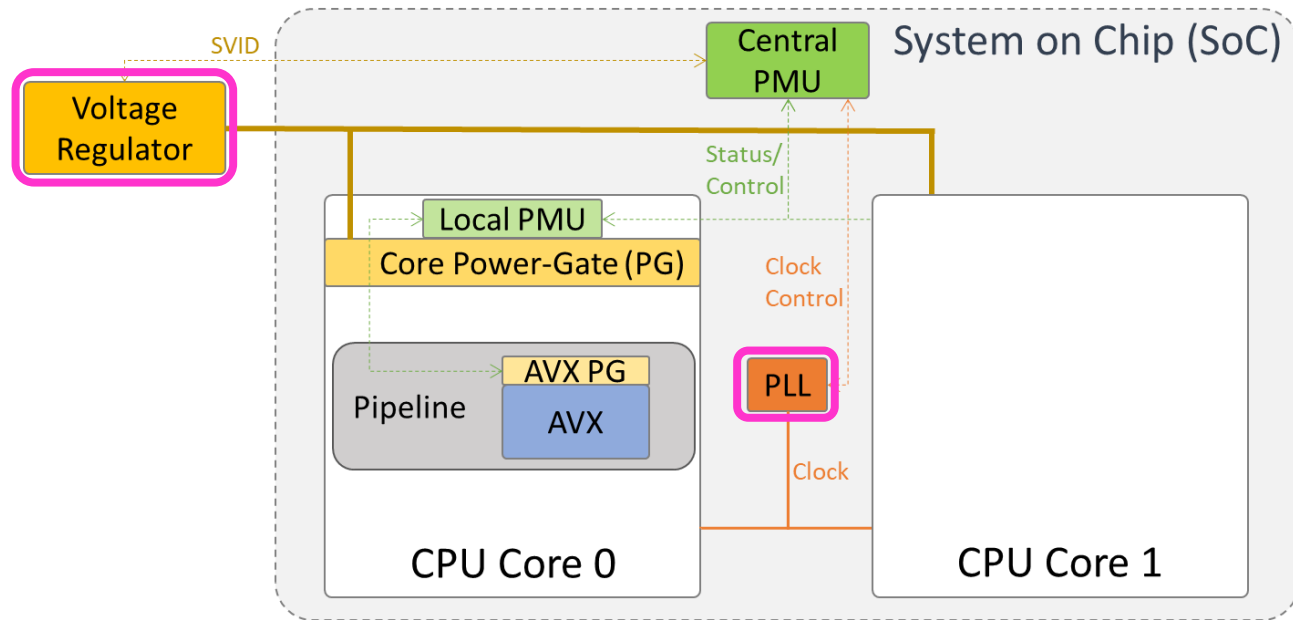 SVID
Central
PMU
System on Chip (SoC)
Voltage
Regulator
Status/
Control
Local PMU
Core Power-Gate (PG)
Clock
Control
AVX PG
Pipeline
AVX
PLL
Clock
CPU Core 0
CPU Core 1